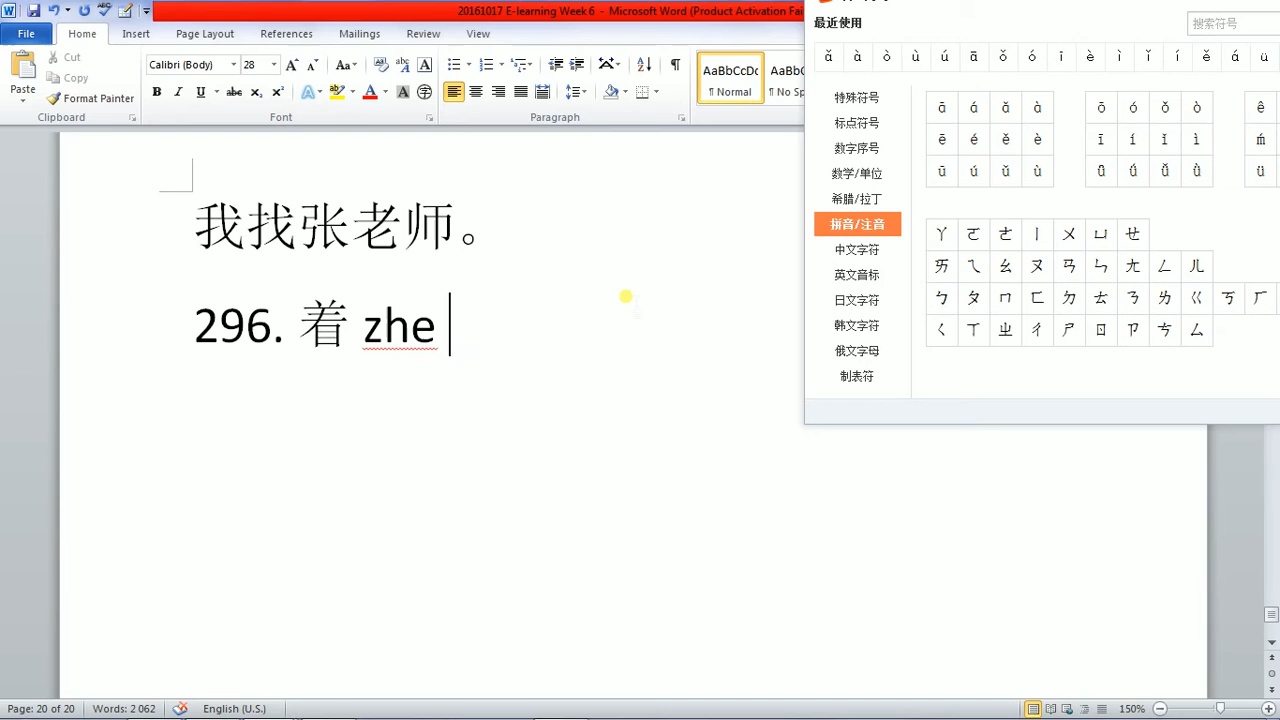 20161017 E-learning Week 6 - Microsoft Word (Product Activation Fai
最近使用
搜索符号
File Home Insert Page Layout References Mailings Review View
Paste
Cut
Copy
Format Painter
Calibri (Body) 28
AaBbCcDc AaBbC
Normal No Sp
Clipboard Font Paragraph
ǎ à o ù ú ā ǒ ó ī è ì ǐ í ě á ü
特殊符号
标点符号
数字序号
数学/单位
希腊/拉丁
拼音/注音
中文字符
英文音标
日文字符
韩文字符
俄文字母
制表符
ā á ǎ à ō ó ǒ ò ê
ē é ě è ī í ǐ ì ḿ
ū ú ǔ ù ǖ ǘ ǚ ǜ ü
ㄚ ㄛ ㄜ ㄧ ㄨ ㄩ ㄝ
ㄞ ㄟ ㄠ ㄡ ㄢ ㄣ ㄤ ㄥ ㄦ
ㄅ ㄆ ㄇ ㄈ ㄉ ㄊ ㄋ ㄌ ㄍ ㄎ ㄏ
ㄑ ㄒ ㄓ ㄔ ㄕ ㄖ ㄗ ㄘ ㄙ
我找张老师。
296. 着 zhe
Page: 20 of 20 Words: 2 062 English (U.S.) 150%